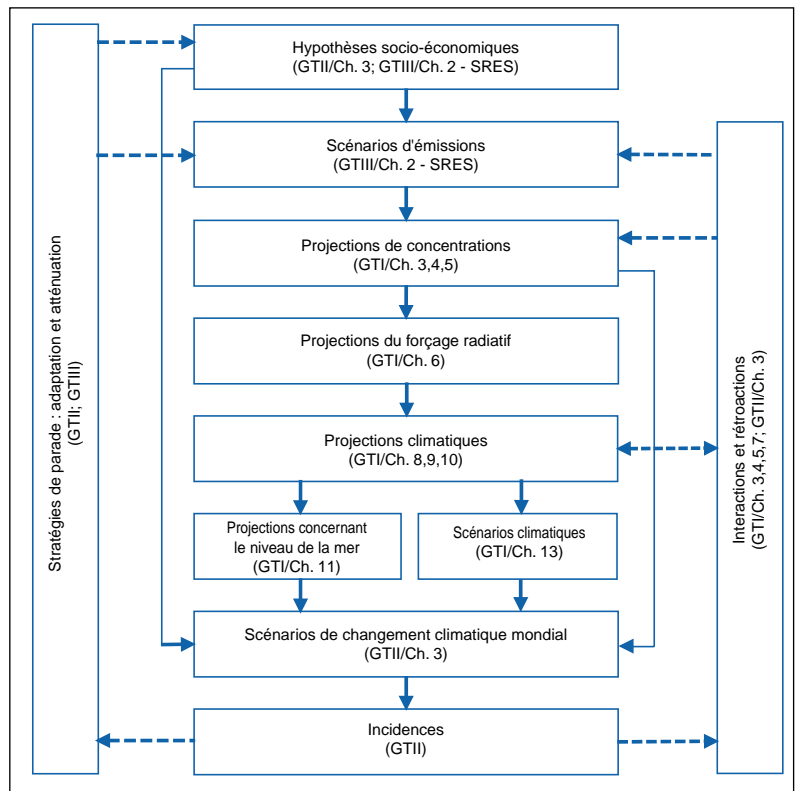 Hypothèses socio-économiques
(GTII/Ch. 3; GTIII/Ch. 2 - SRES)
Scénarios d'émissions
(GTIII/Ch. 2 - SRES)
Projections de concentrations
(GTI/Ch. 3,4,5)
Projections du forçage radiatif
(GTI/Ch. 6)
Projections climatiques
(GTI/Ch. 8,9,10)
Projections concernant
le niveau de la mer
(GTI/Ch. 11)
Scénarios climatiques
(GTI/Ch. 13)
Scénarios de changement climatique mondial
(GTII/Ch. 3)
Incidences
(GTII)
Stratégies de parade : adaptation et atténuation
(GTII; GTIII)
Interactions et rétroactions
(GTI/Ch. 3,4,5,7; GTII/Ch. 3)